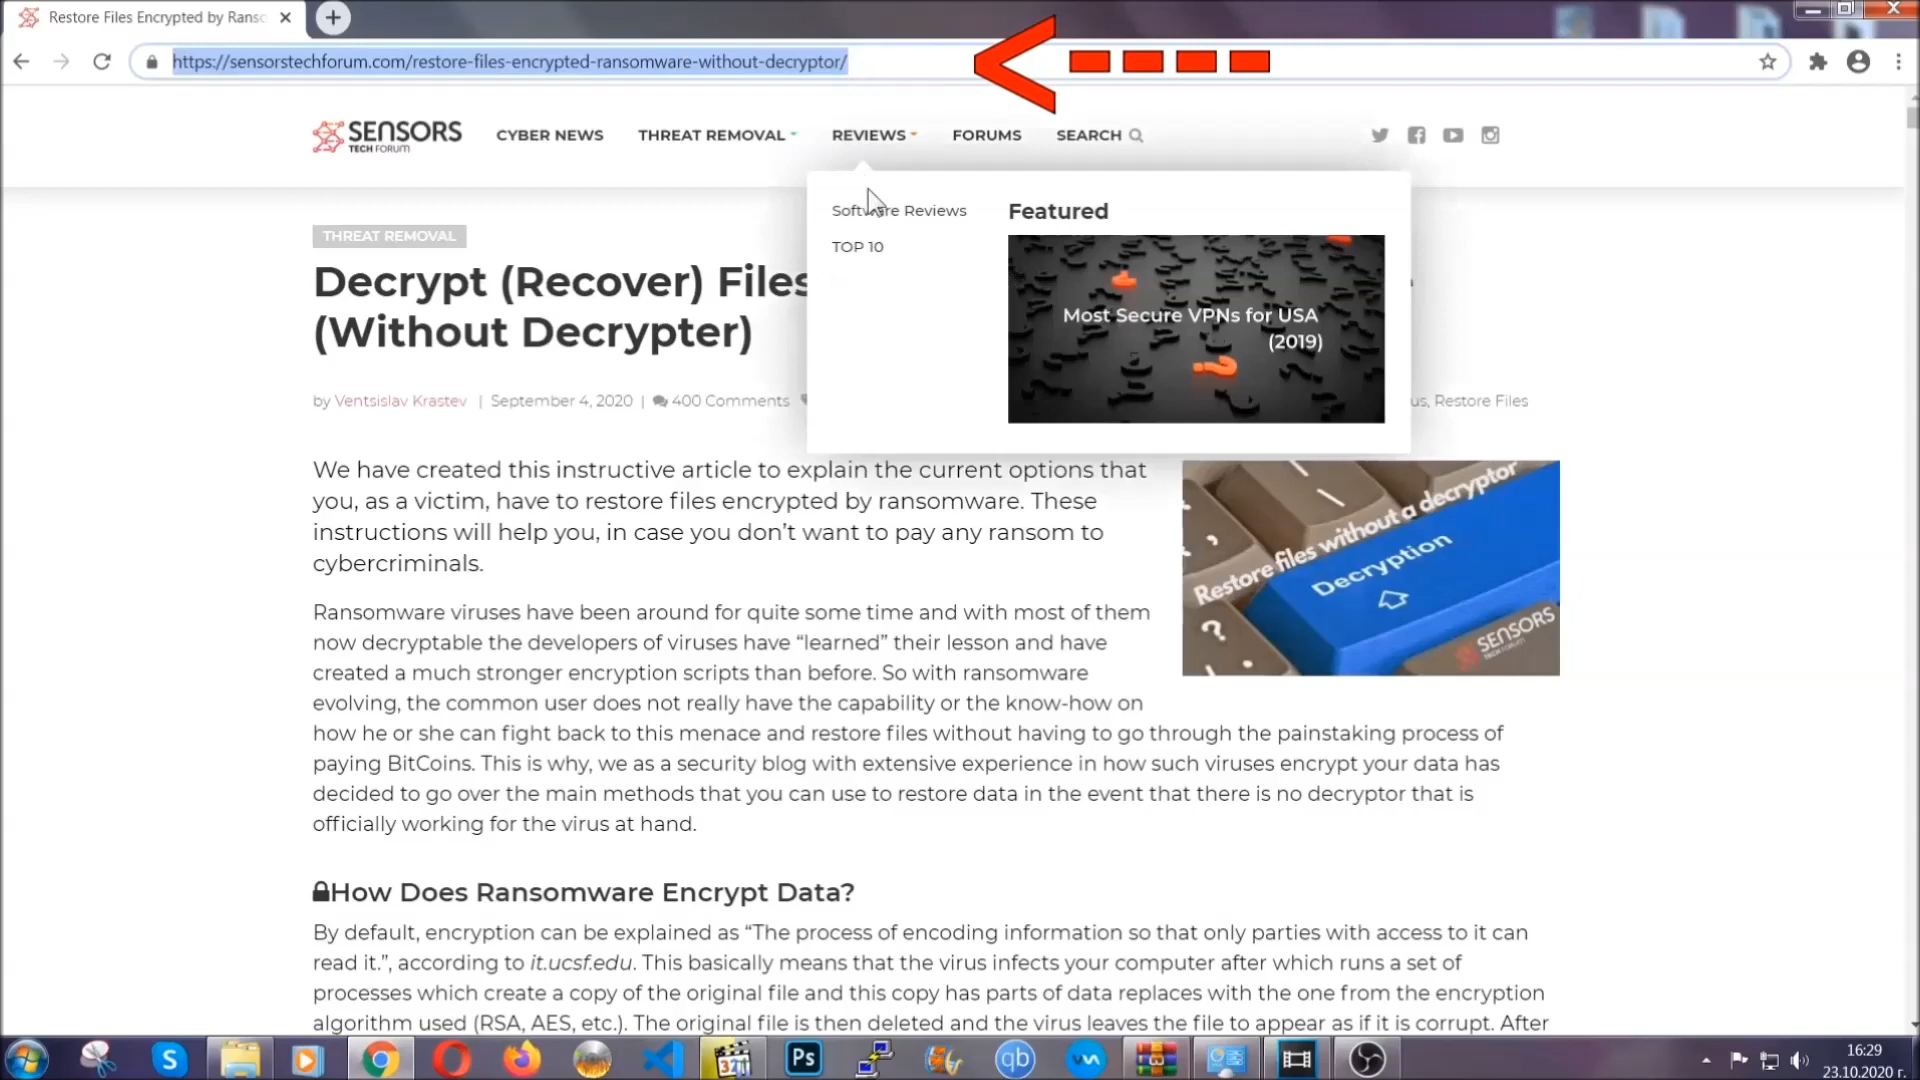 Restore Files Encrypted by Ranso
https://sensorstechforum.com/restore-files-encrypted-ransomware-without-decryptor/
SENSORS
TECH FORUM
CYBER NEWS
THREAT REMOVAL
REVIEWS
FORUMS
SEARCH
Software Reviews
TOP 10
Featured
Most Secure VPNs for USA
(2019)
THREAT REMOVAL
Decrypt (Recover) Files
(Without Decrypter)
by Ventsislav Krastev | September 4, 2020 | 400 Comments
us, Restore Files
We have created this instructive article to explain the current options that
you, as a victim, have to restore files encrypted by ransomware. These
instructions will help you, in case you don’t want to pay any ransom to
cybercriminals.
Restore files without a decryptor
Decryption
SENSORS
TECH FORUM
Ransomware viruses have been around for quite some time and with most of them
now decryptable the developers of viruses have “learned” their lesson and have
created a much stronger encryption scripts than before. So with ransomware
evolving, the common user does not really have the capability or the know-how on
how he or she can fight back to this menace and restore files without having to go through the painstaking process of
paying BitCoins. This is why, we as a security blog with extensive experience in how such viruses encrypt your data has
decided to go over the main methods that you can use to restore data in the event that there is no decryptor that is
officially working for the virus at hand.
How Does Ransomware Encrypt Data?
By default, encryption can be explained as “The process of encoding information so that only parties with access to it can
read it.”, according to it.ucsf.edu. This basically means that the virus infects your computer after which runs a set of
processes which create a copy of the original file and this copy has parts of data replaces with the one from the encryption
algorithm used (RSA, AES, etc.). The original file is then deleted and the virus leaves the file to appear as if it is corrupt. After
S
321
Ps
qb
16:29
23.10.2020 г.